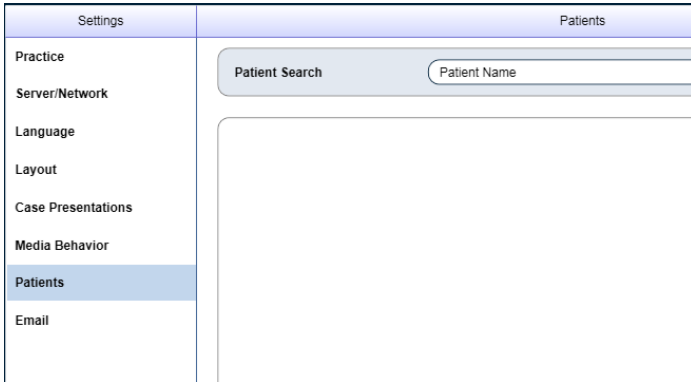 Settings
Patients
Practice
Server/Network
Language
Layout
Case Presentations
Media Behavior
Patients
Email
Patient Search
Patient Name